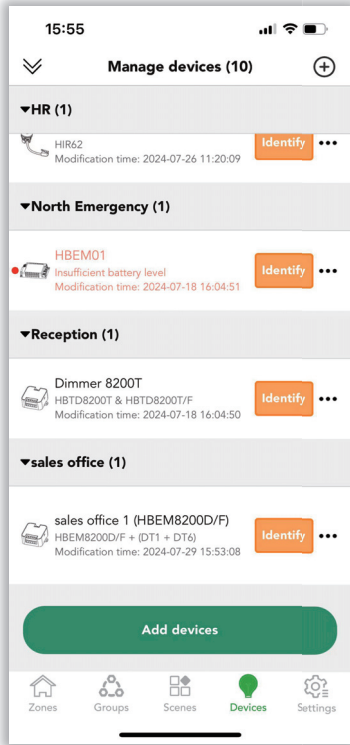 15:55
Manage devices (10)
HR (1)
HIR62
Modification time: 2024-07-26 11:20:09
Identify
North Emergency (1)
HBEM01
Insufficient battery level
Modification time: 2024-07-18 16:04:51
Identify
Reception (1)
Dimmer 8200T
HBTD8200T & HBTD8200T/F
Modification time: 2024-07-18 16:04:50
Identify
sales office (1)
sales office 1 (HBEM8200D/F)
HBEM8200D/F + (DT1 + DT6)
Modification time: 2024-07-29 15:53:08
Identify
Add devices
Zones
Groups
Scenes
Devices
Settings